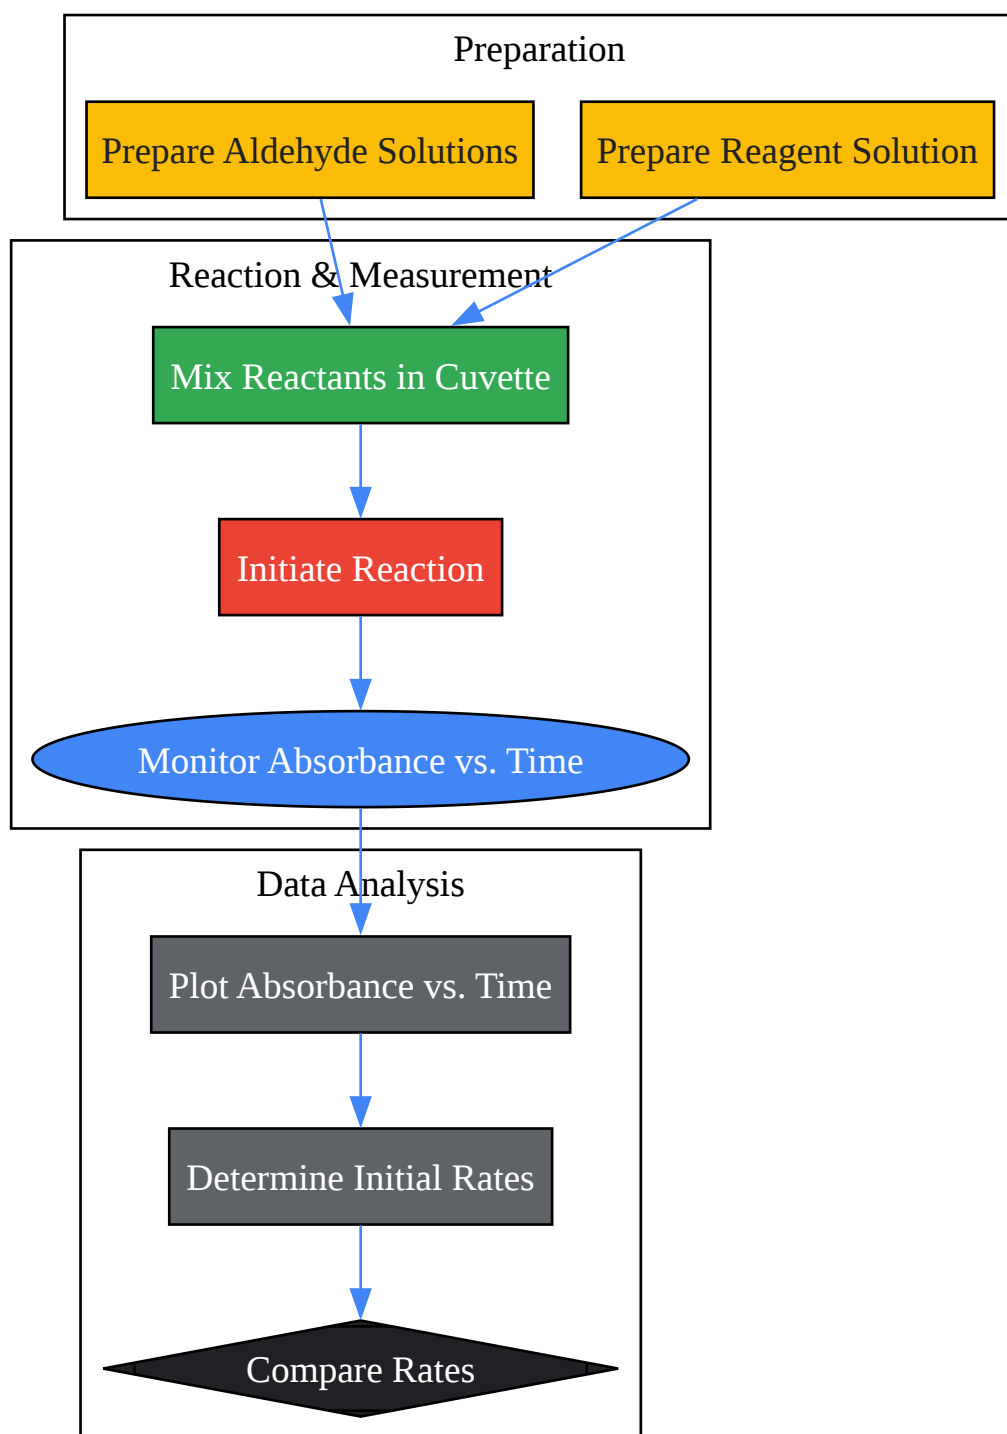 Preparation
Prepare Aldehyde Solutions
Prepare Reagent Solution
Reaction & Measurement
Mix Reactants in Cuvette
Initiate Reaction
Monitor Absorbance vs. Time
Data Analysis
Plot Absorbance vs. Time
Determine Initial Rates
Compare Rates